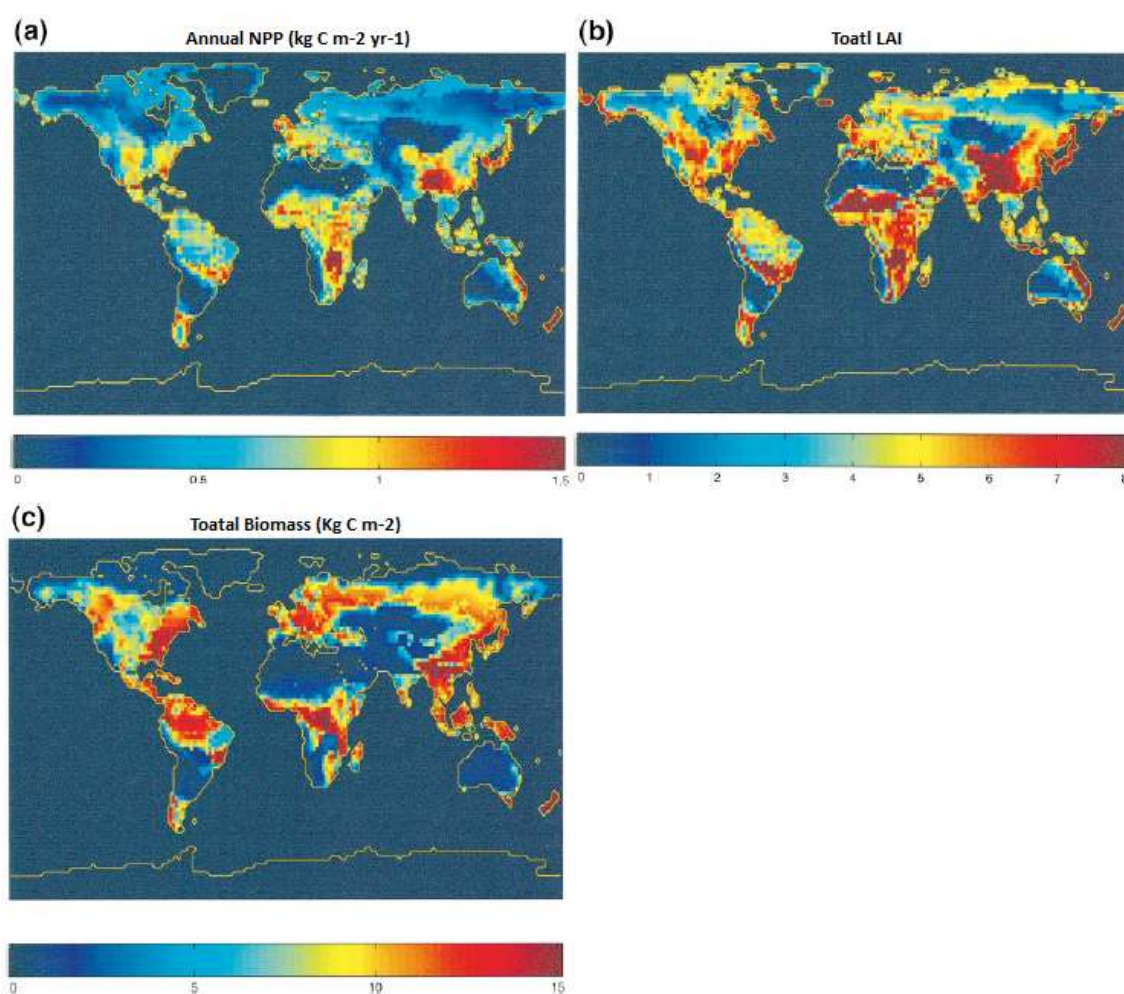 (a)
Annual NPP (kg C m-2 yr-1)
0 0.5 1 1.5
(b)
Toatl LAI
0 1 2 3 4 5 6 7 8
(c)
Toatal Biomass (Kg C m-2)
0 5 10 15